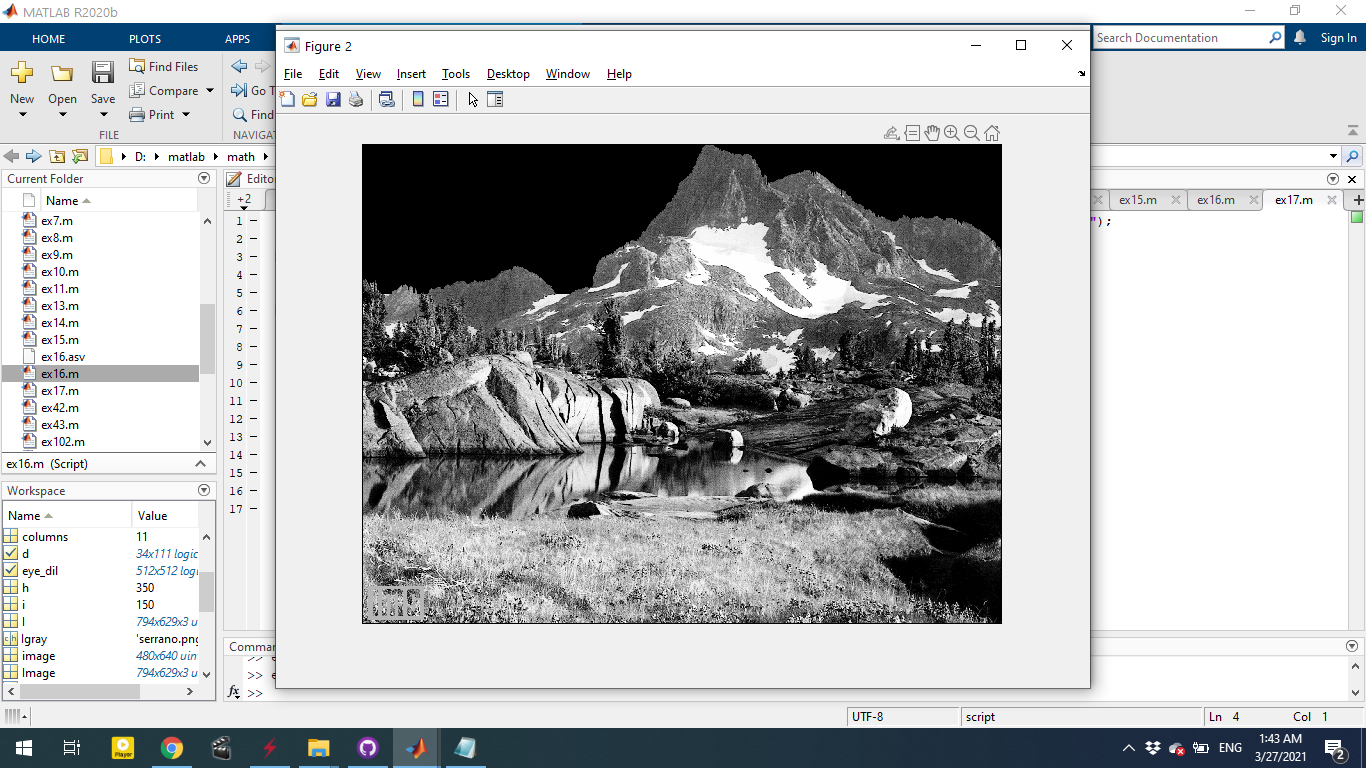 MATLAB R2020b
HOME PLOTS APPS
Search Documentation
Sign In
New
Open
Save
Find Files
Compare
Print
Go T
Find
FILE
NAVIGAT
D: matlab math
Current Folder
Name
ex7.m
ex8.m
ex9.m
ex10.m
ex11.m
ex13.m
ex14.m
ex15.m
ex16.asv
ex16.m
ex17.m
ex42.m
ex43.m
ex102.m
ex16.m (Script)
Workspace
Name Value
columns 11
d 34x111 logic
eye_dil 512x512 logi
h 350
i 150
I 794x629x3 u
Igray 'serrano.png
image 480x640 uin
Image 794x629x3 u
Figure 2
File Edit View Insert Tools Desktop Window Help
Edito
+2
ex15.m ex16.m ex17.m
1
2
3
4
5
6
7
8
9
10
11
12
13
14
15
16
17
");
Comman
>> e
>> e
fx >>
UTF-8 script Ln 4 Col 1
Player
ENG
1:43 AM
3/27/2021
2